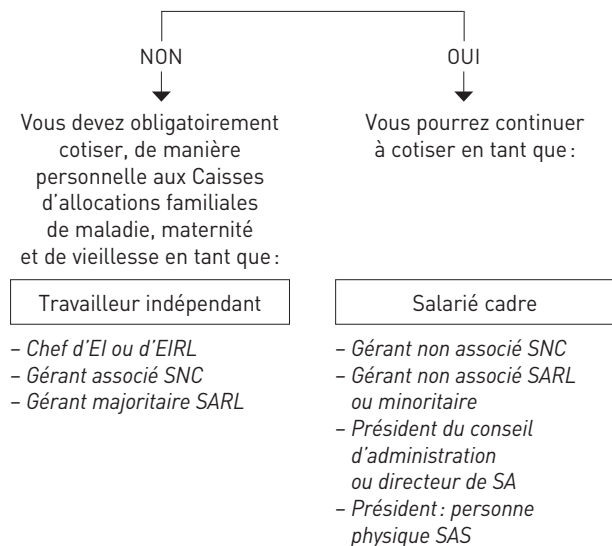 NON
Vous devez obligatoirement
cotiser, de manière
personnelle aux Caisses
d'allocations familiales
de maladie, maternité
et de vieillesse en tant que :
Travailleur indépendant
– Chef d'EI ou d'EIRL
– Gérant associé SNC
– Gérant majoritaire SARL
OUI
Vous pourrez continuer
à cotiser en tant que :
Salarié cadre
– Gérant non associé SNC
– Gérant non associé SARL
ou minoritaire
– Président du conseil
d'administration
ou directeur de SA
– Président : personne
physique SAS